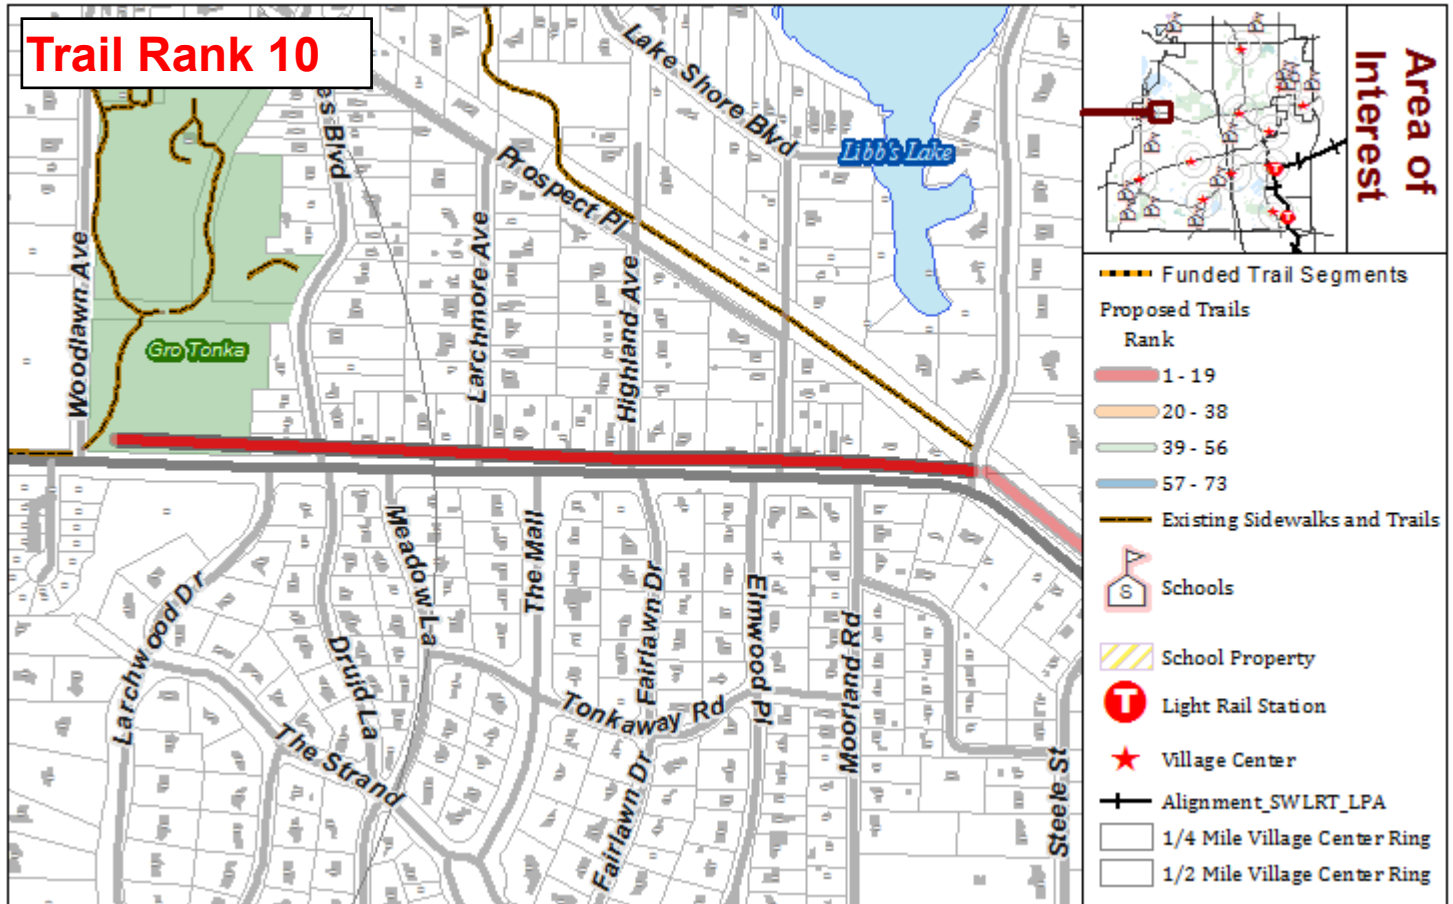 Trail Rank 10
es Blvd
Lake Shore Blvd
Libb's Lake
Prospect Pl
Woodlawn Ave
Larchmore Ave
Highland Ave
Gro Tonka
Meadow La
The Mall
Fairlawn Dr
Elmwood Pl
Moorland Rd
Larchwood Dr
Druid La
Tonkaway Rd
The Strand
Fairlawn Dr
Steele St
Area of
Interest
Funded Trail Segments
Proposed Trails
Rank
1 - 19
20 - 38
39 - 56
57 - 73
Existing Sidewalks and Trails
S
Schools
School Property
T
Light Rail Station
Village Center
Alignment_SWLRT_LPA
1/4 Mile Village Center Ring
1/2 Mile Village Center Ring